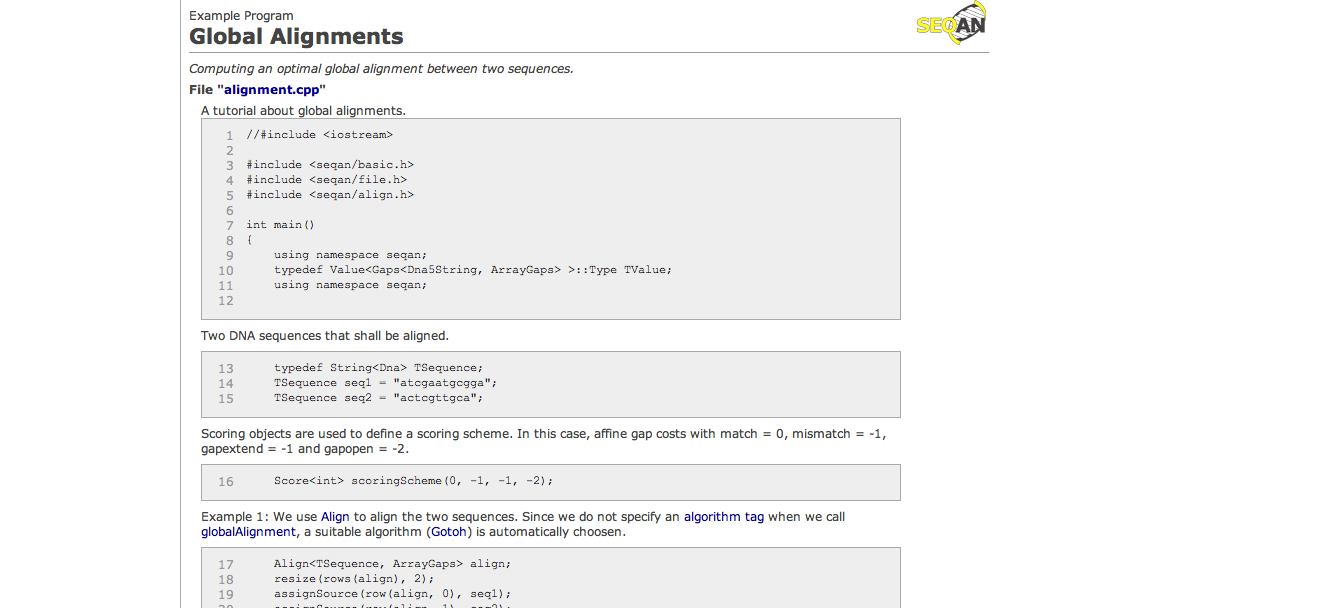 Example Program
Global Alignments
SEQAN
Computing an optimal global alignment between two sequences.
File "alignment.cpp"
A tutorial about global alignments.
1 //#include <iostream>
2
3 #include <seqan/basic.h>
4 #include <seqan/file.h>
5 #include <seqan/align.h>
6
7 int main()
8 {
9     using namespace seqan;
10     typedef Value<Gaps<Dna5String, ArrayGaps> >::Type TValue;
11     using namespace seqan;
12
Two DNA sequences that shall be aligned.
13     typedef String<Dna> TSequence;
14     TSequence seq1 = "atcgaatgcgga";
15     TSequence seq2 = "actcgttgca";
Scoring objects are used to define a scoring scheme. In this case, affine gap costs with match = 0, mismatch = -1,
gapextend = -1 and gapopen = -2.
16     Score<int> scoringScheme(0, -1, -1, -2);
Example 1: We use Align to align the two sequences. Since we do not specify an algorithm tag when we call
globalAlignment, a suitable algorithm (Gotoh) is automatically choosen.
17     Align<TSequence, ArrayGaps> align;
18     resize(rows(align), 2);
19     assignSource(row(align, 0), seq1);
20     assignSource(row(align, 1), seq2);